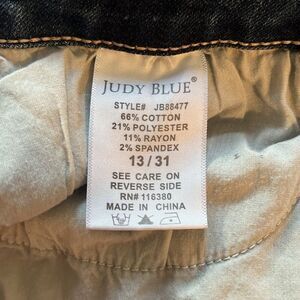 JUDY BLUE®
STYLE# JB88477
66% COTTON
21% POLYESTER
11% RAYON
2% SPANDEX
13 / 31
SEE CARE ON
REVERSE SIDE
RN# 116380
MADE IN CHINA